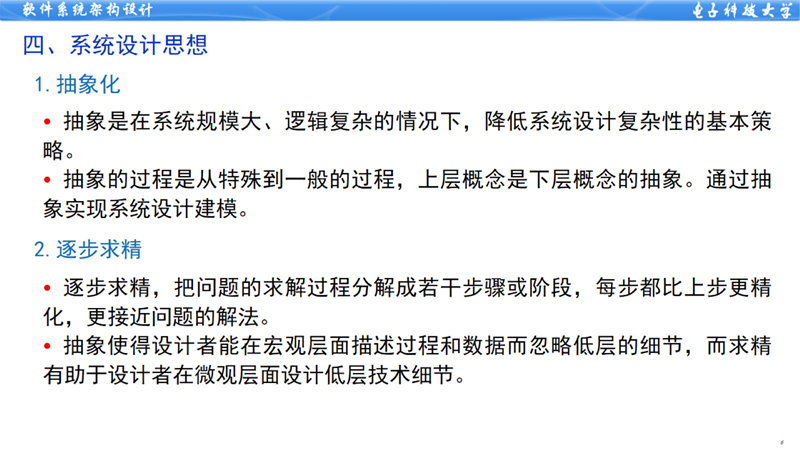 软件系统架构设计
电子科技大学
四、系统设计思想
1.抽象化
• 抽象是在系统规模大、逻辑复杂的情况下，降低系统设计复杂性的基本策
略。
• 抽象的过程是从特殊到一般的过程，上层概念是下层概念的抽象。通过抽
象实现系统设计建模。
2.逐步求精
• 逐步求精，把问题的求解过程分解成若干步骤或阶段，每步都比上步更精
化，更接近问题的解法。
• 抽象使得设计者能在宏观层面描述过程和数据而忽略低层的细节，而求精
有助于设计者在微观层面设计低层技术细节。
#